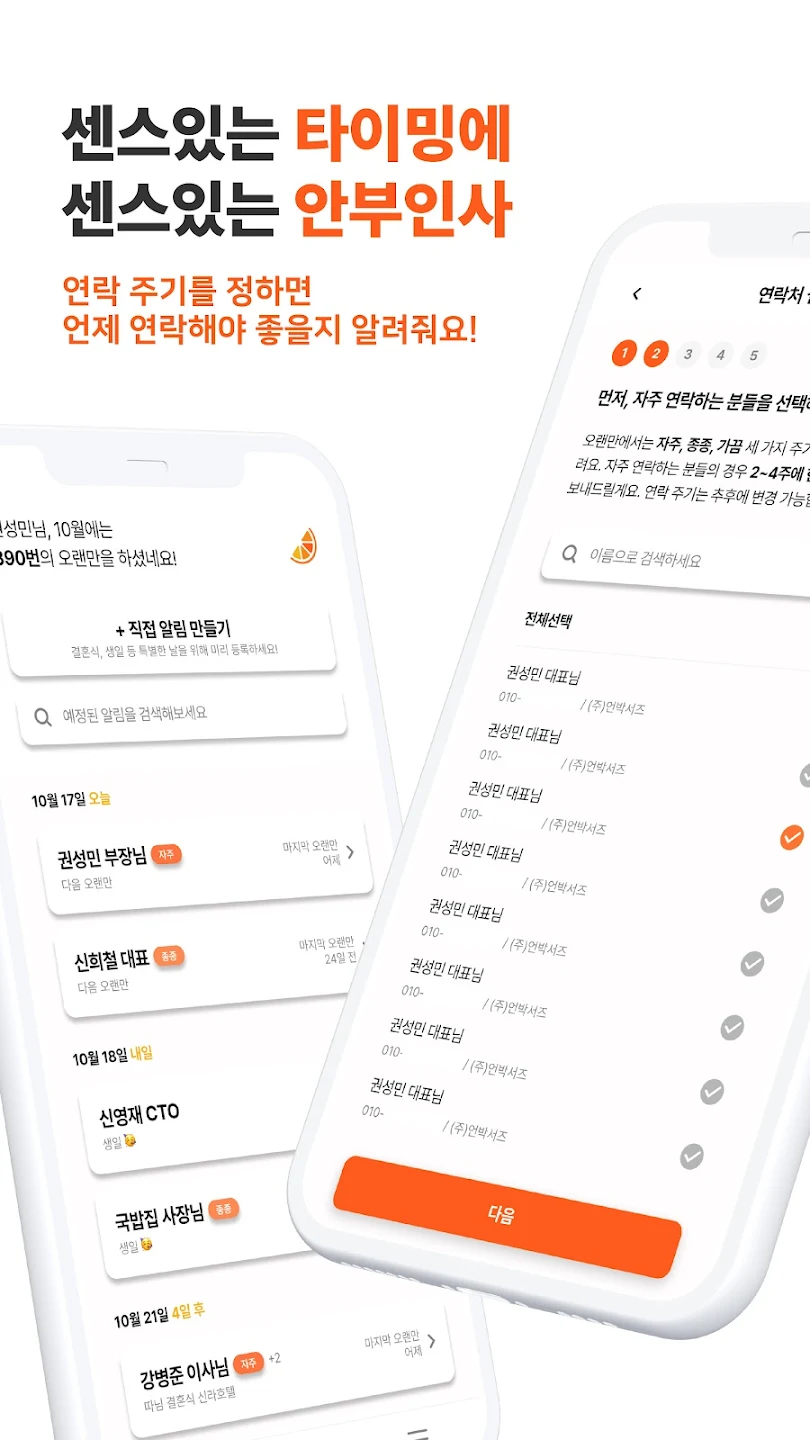 센스있는 타이밍에
센스있는 안부인사
연락 주기를 정하면
언제 연락해야 좋을지 알려줘요!
10월에는
390번의 오랜만을 하셨네요!
+ 직접 알림 만들기
결혼식, 생일 등 특별한 날을 위해 미리 등록하세요!
예정된 알림을 검색해보세요
10월 17일 오늘
권성민 부장님 자주
다음 오랜만
마지막 오랜만
어제
신희철 대표 종종
다음 오랜만
마지막 오랜만
24일 전
10월 18일 내일
신영재 CTO
생일
국밥집 사장님 종종
생일
10월 21일 4일 후
강병준 이사님 자주 +2
따님 결혼식 신라호텔
마지막 오랜만
어제
연락처
1 2 3 4 5
먼저, 자주 연락하는 분들을
오랜만에서는 자주, 종종, 가끔 세 가지
려요. 자주 연락하는 분들의 경우 2~4주에
보내드릴게요. 연락 주기는 추후에 변경
이름으로 검색하세요
전체선택
권성민 대표님
010- / (주)언박서즈
권성민 대표님
010- / (주)언박서즈
권성민 대표님
010- / (주)언박서즈
권성민 대표님
010- / (주)언박서즈
권성민 대표님
010- / (주)언박서즈
권성민 대표님
010- / (주)언박서즈
권성민 대표님
010- / (주)언박서즈
권성민 대표님
010- / (주)언박서즈
다음